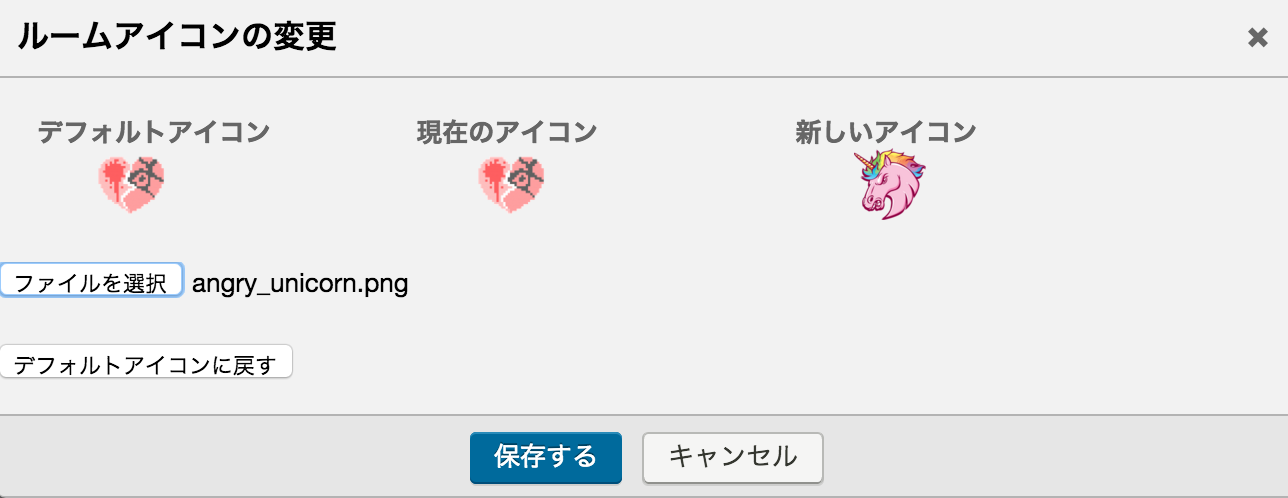 ルームアイコンの変更
デフォルトアイコン
現在のアイコン
新しいアイコン
ファイルを選択 angry_unicorn.png
デフォルトアイコンに戻す
保存する
キャンセル